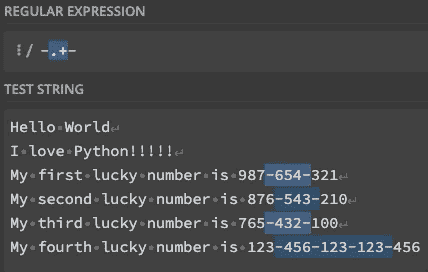 REGULAR EXPRESSION
⋮/ -.+-
TEST STRING
Hello World
I love Python!!!!!
My first lucky number is 987-654-321
My second lucky number is 876-543-210
My third lucky number is 765-432-100
My fourth lucky number is 123-456-123-123-456